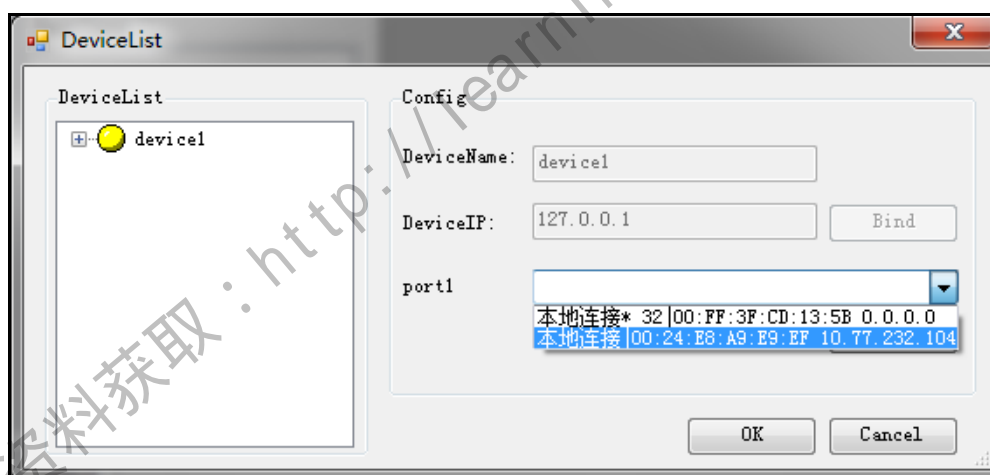 DeviceList
DeviceList
device1
Config
DeviceName:
device1
DeviceIP:
127.0.0.1
Bind
port1
本地连接* 32|00:FF:3F:CD:13:5B 0.0.0.0
本地连接|00:24:E8:A9:E9:EF 10.77.232.104
OK
Cancel
资料获取：http://learn